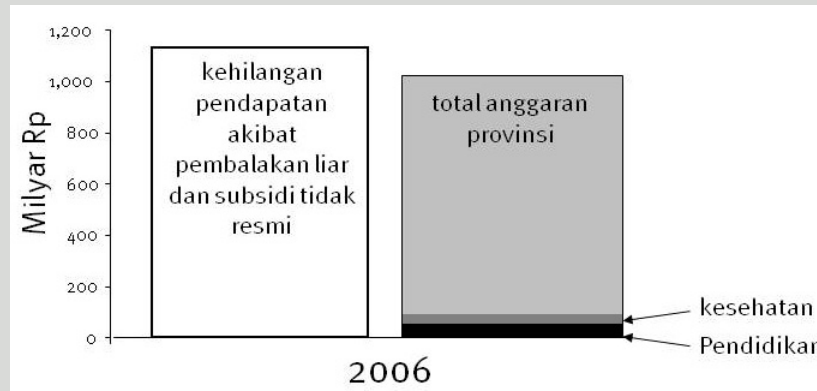 Milyar Rp
1,200
1,000
800
600
400
200
0
kehilangan
pendapatan
akibat
pembalakan liar
dan subsidi tidak
resmi
total anggaran
provinsi
kesehatan
Pendidikan
2006